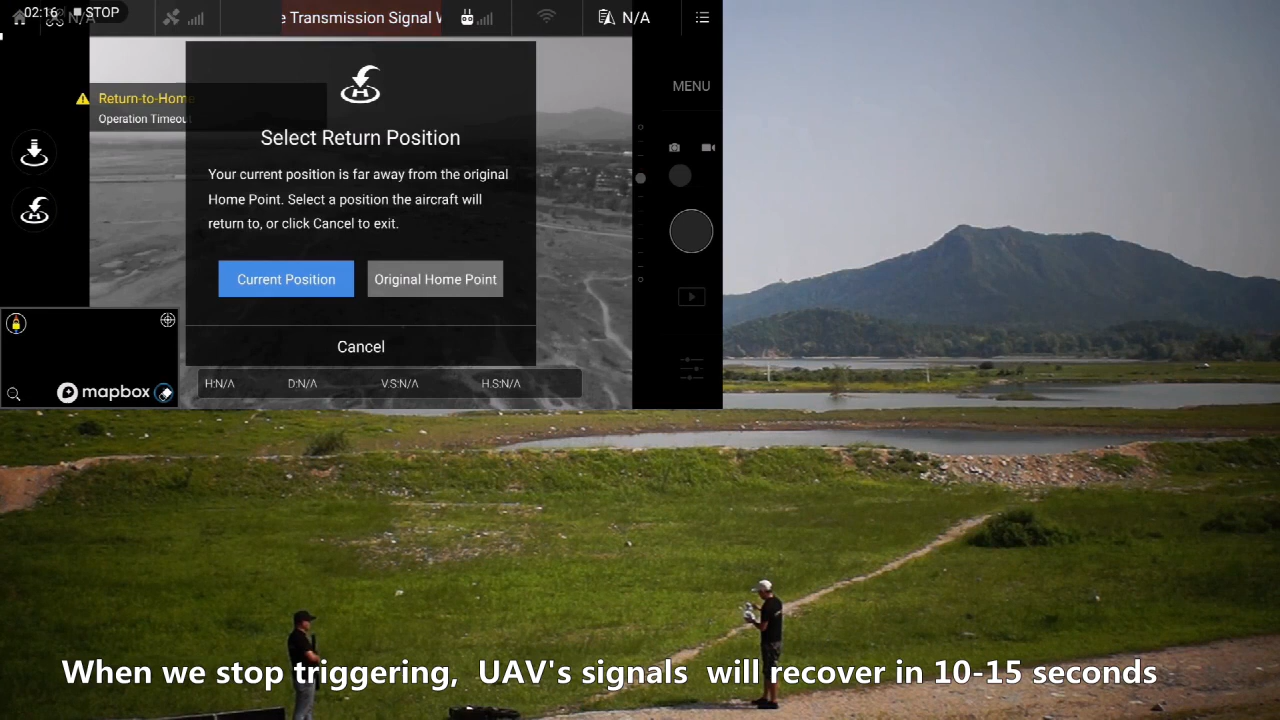 02:16 STOP
N/A
e Transmission Signal W
N/A
Return-to-Home
Operation Timeout
MENU
Select Return Position
Your current position is far away from the original
Home Point. Select a position the aircraft will
return to, or click Cancel to exit.
Current Position
Original Home Point
Cancel
mapbox
H:N/A D:N/A V.S:N/A H.S:N/A
When we stop triggering, UAV's signals will recover in 10-15 seconds